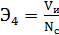 Э₄ = Vи / Nс